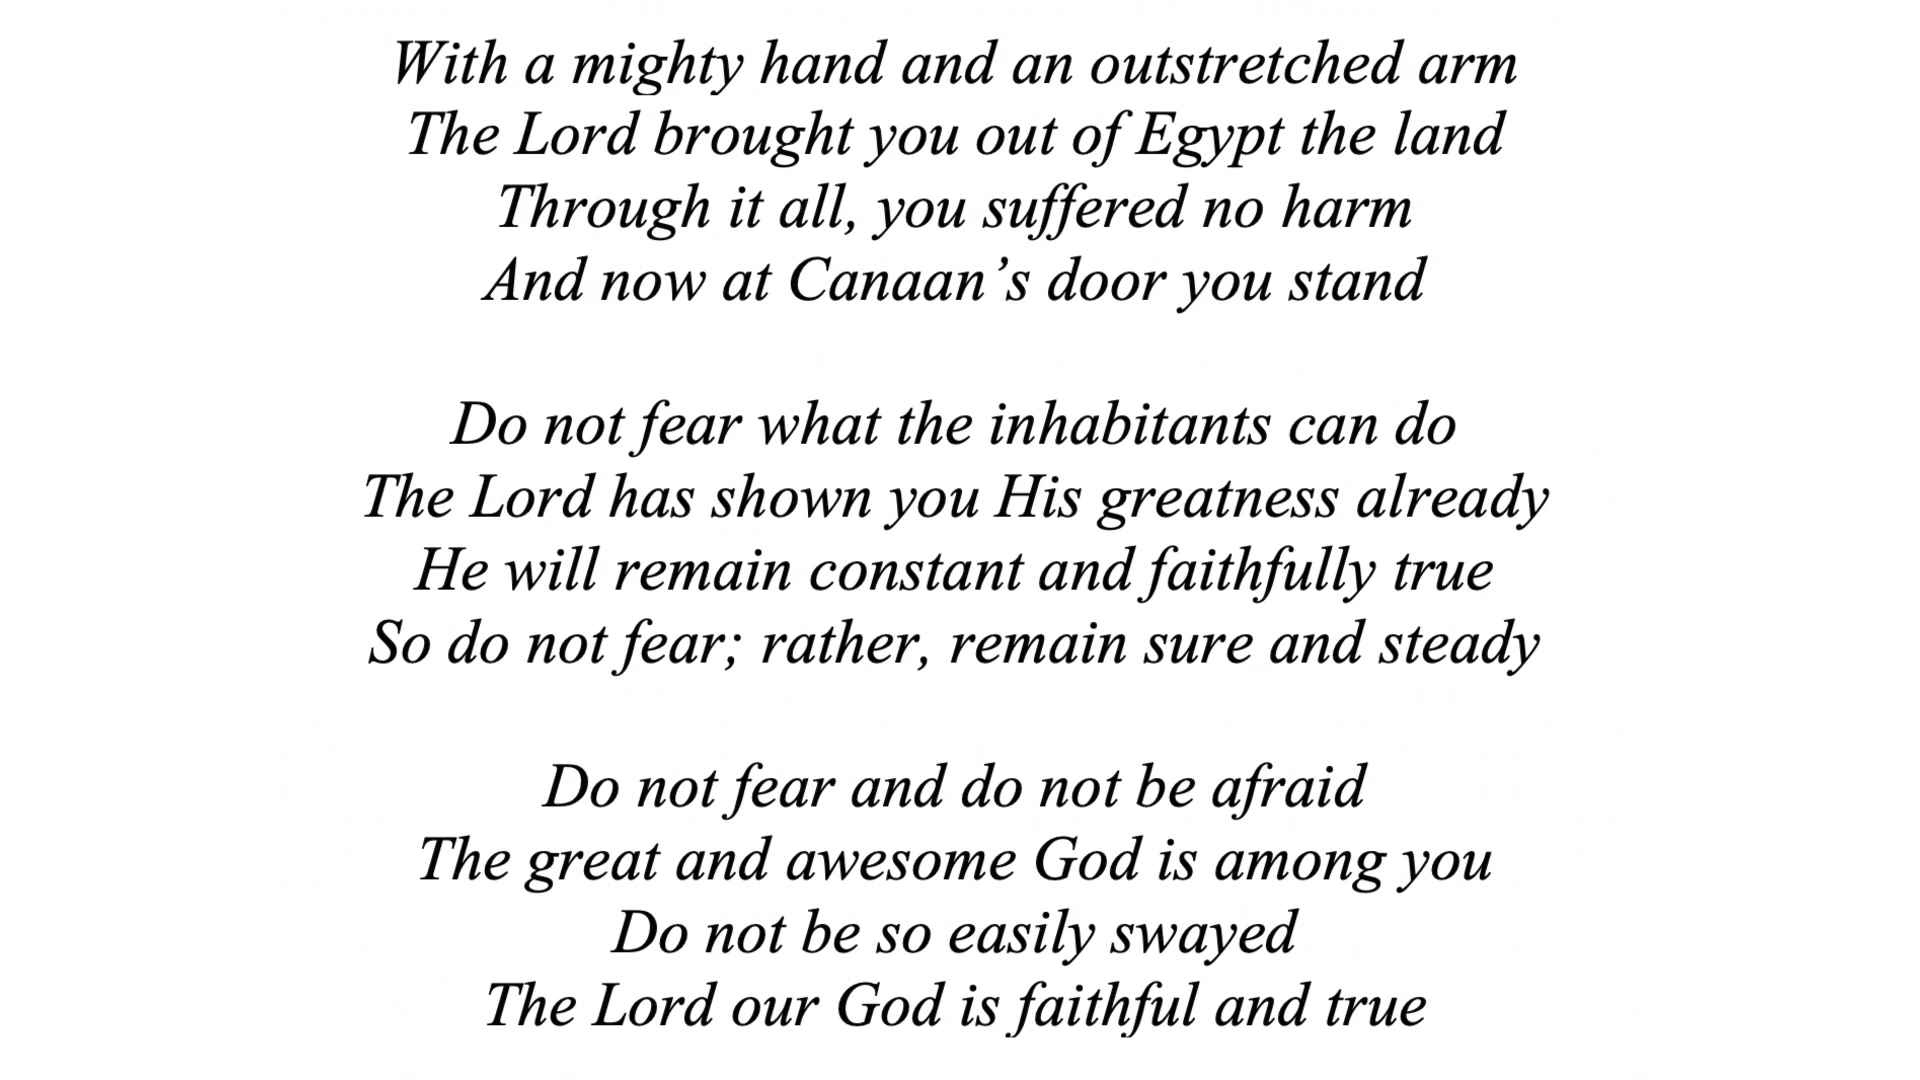 With a mighty hand and an outstretched arm
The Lord brought you out of Egypt the land
Through it all, you suffered no harm
And now at Canaan’s door you stand

Do not fear what the inhabitants can do
The Lord has shown you His greatness already
He will remain constant and faithfully true
So do not fear; rather, remain sure and steady

Do not fear and do not be afraid
The great and awesome God is among you
Do not be so easily swayed
The Lord our God is faithful and true